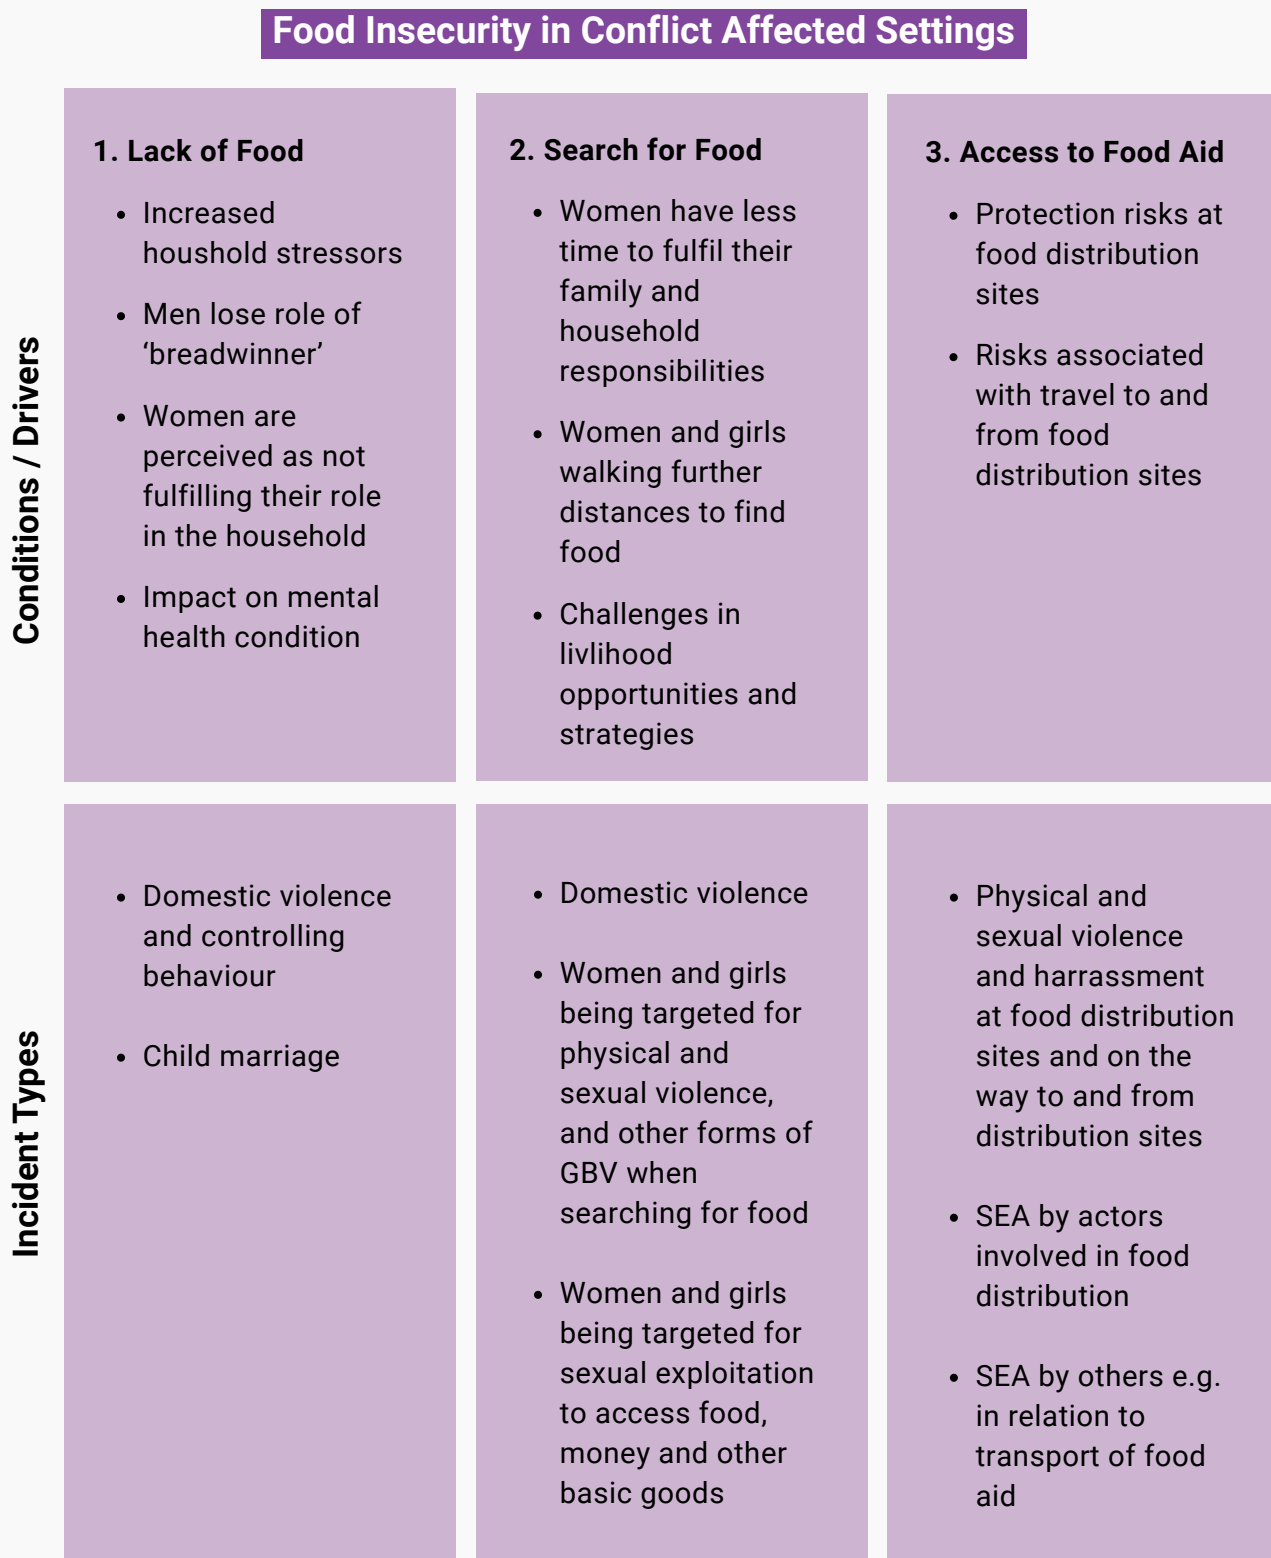 Food Insecurity in Conflict Affected Settings
Conditions / Drivers
1. Lack of Food
• Increased
houshold stressors
• Men lose role of
‘breadwinner’
• Women are
perceived as not
fulfilling their role
in the household
• Impact on mental
health condition
2. Search for Food
• Women have less
time to fulfil their
family and
household
responsibilities
• Women and girls
walking further
distances to find
food
• Challenges in
livlihood
opportunities and
strategies
3. Access to Food Aid
• Protection risks at
food distribution
sites
• Risks associated
with travel to and
from food
distribution sites
Incident Types
• Domestic violence
and controlling
behaviour
• Child marriage
• Domestic violence
• Women and girls
being targeted for
physical and
sexual violence,
and other forms of
GBV when
searching for food
• Women and girls
being targeted for
sexual exploitation
to access food,
money and other
basic goods
• Physical and
sexual violence
and harrassment
at food distribution
sites and on the
way to and from
distribution sites
• SEA by actors
involved in food
distribution
• SEA by others e.g.
in relation to
transport of food
aid